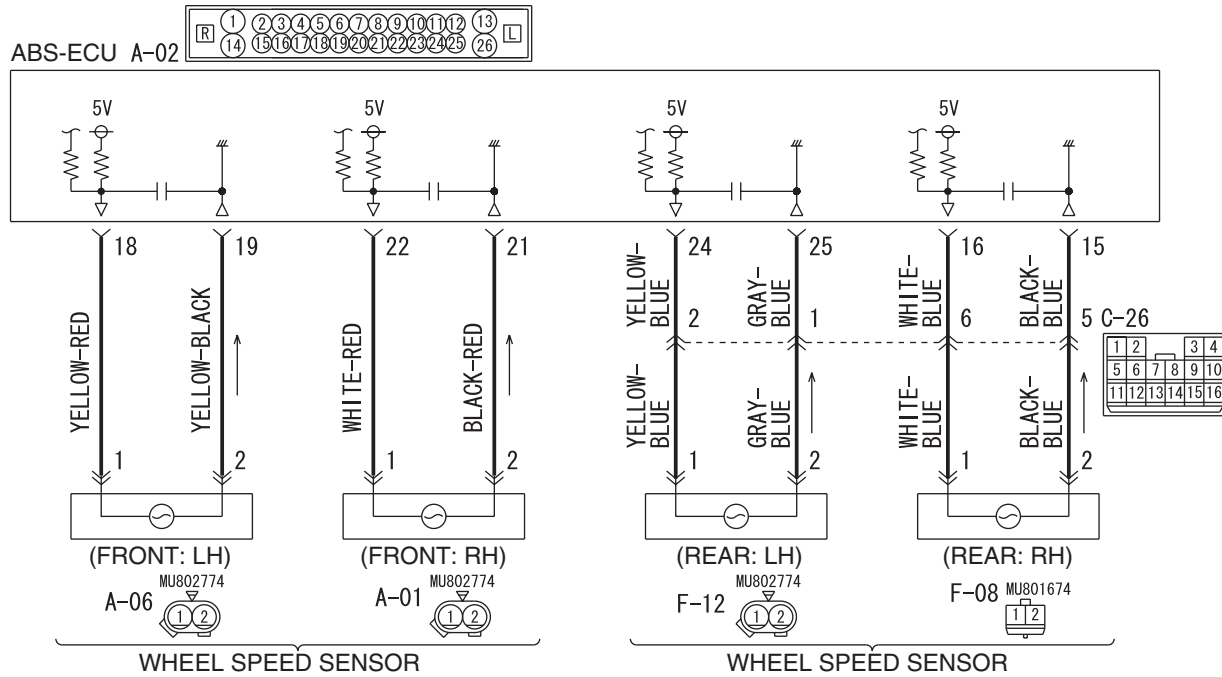 1 2 3 4 5 6 7 8 9 10 11 12 13
R L
14 15 16 17 18 19 20 21 22 23 24 25 26
ABS-ECU A-02
5V 5V 5V 5V
18 19 22 21 24 25 16 15
YELLOW-RED
YELLOW-BLACK
WHITE-RED
BLACK-RED
YELLOW-
BLUE
GRAY-
BLUE
WHITE-
BLUE
BLACK-
BLUE
2 1 6 5 C-26
1 2 3 4
5 6 7 8 9 10
11 12 13 14 15 16
YELLOW-
BLUE
GRAY-
BLUE
WHITE-
BLUE
BLACK-
BLUE
1 2 1 2 1 2 1 2
(FRONT: LH) (FRONT: RH) (REAR: LH) (REAR: RH)
A-06 MU802774
1 2
A-01 MU802774
1 2
F-12 MU802774
1 2
F-08 MU801674
1 2
WHEEL SPEED SENSOR WHEEL SPEED SENSOR